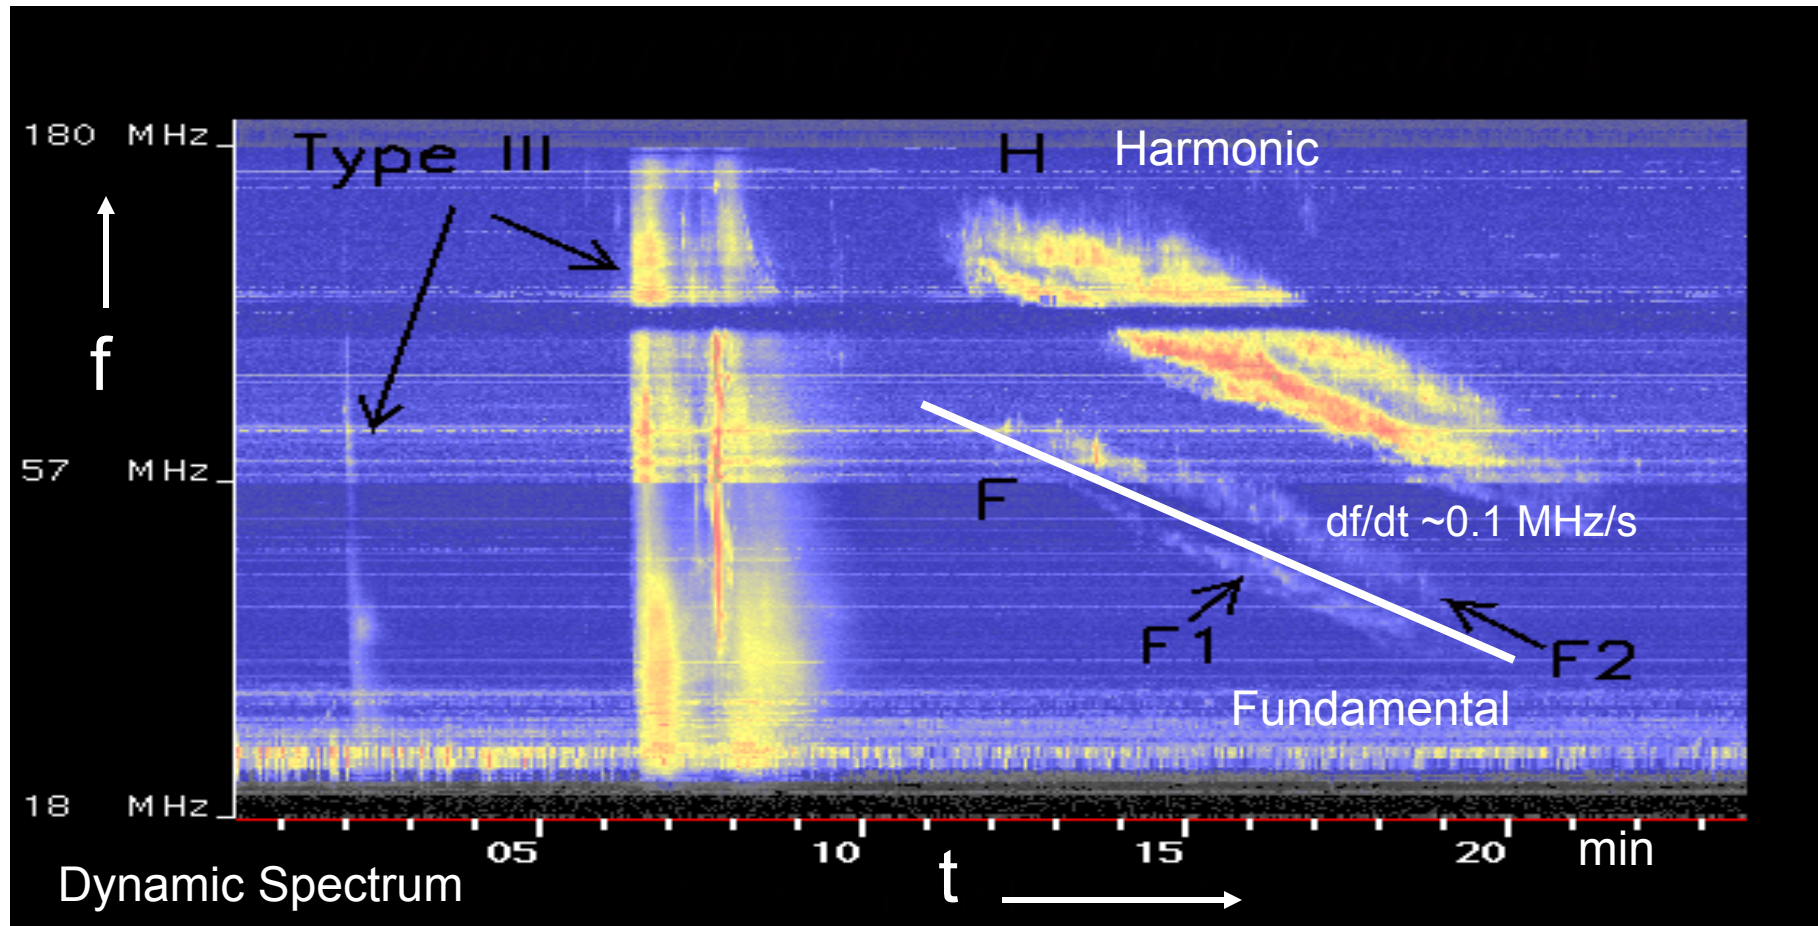 180 MHz
Type III
H Harmonic
f
57 MHz
F
df/dt ~0.1 MHz/s
F1
F2
Fundamental
18 MHz
05 10 15 20 min
t
Dynamic Spectrum